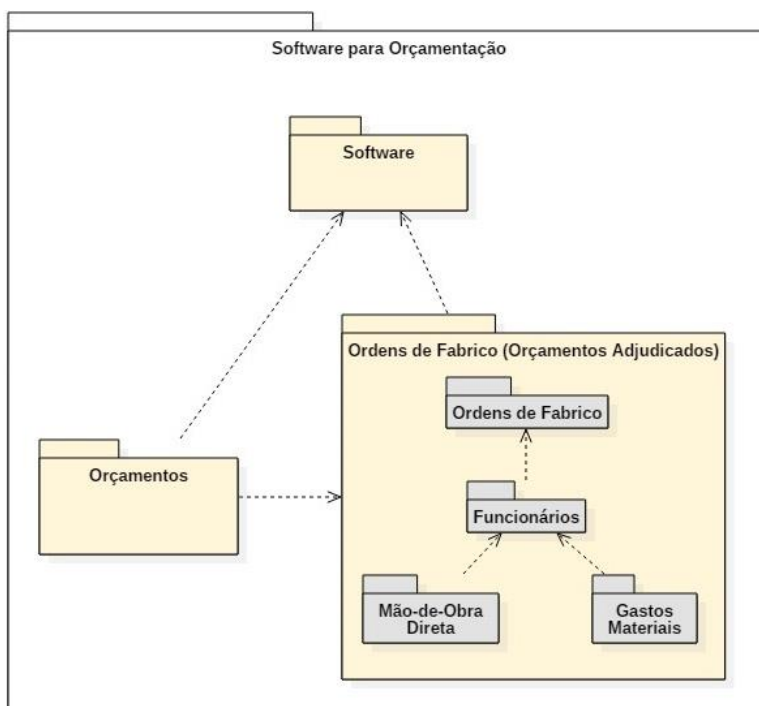 Software para Orçamentação
Software
Ordens de Fabrico (Orçamentos Adjudicados)
Ordens de Fabrico
Orçamentos
Funcionários
Mão-de-Obra
Direta
Gastos
Materiais